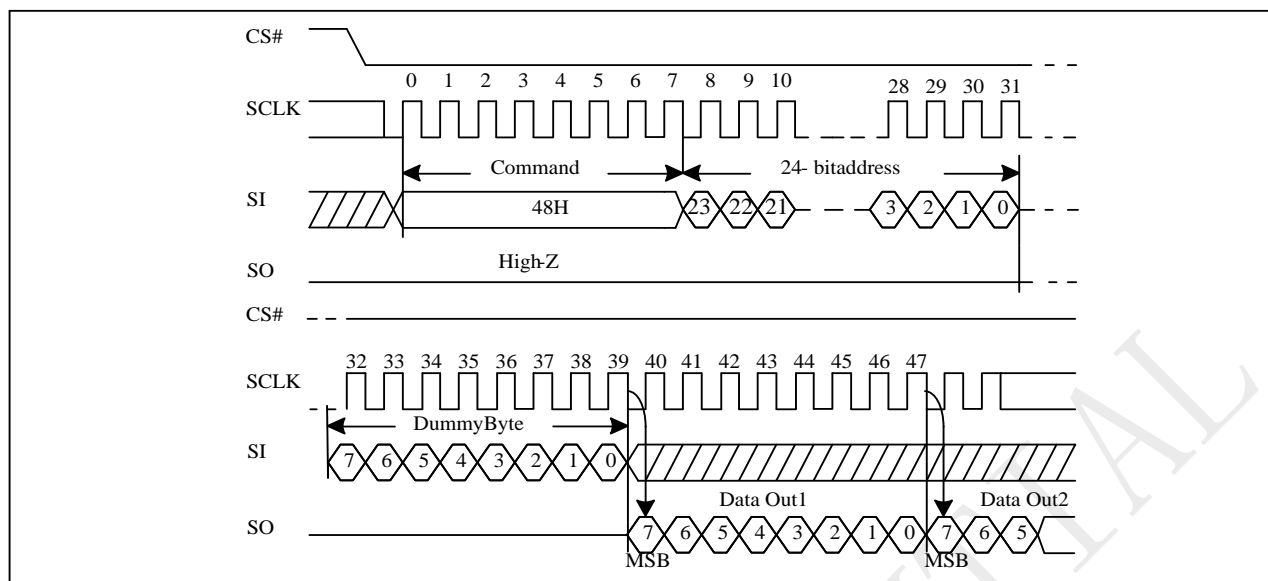 CS#
0 1 2 3 4 5 6 7 8 9 10 28 29 30 31
SCLK
Command 24- bitaddress
SI 48H 23 22 21 3 2 1 0
High-Z
SO
CS#
32 33 34 35 36 37 38 39 40 41 42 43 44 45 46 47
SCLK
DummyByte
SI 7 6 5 4 3 2 1 0
Data Out1 Data Out2
SO 7 6 5 4 3 2 1 0 7 6 5
MSB MSB